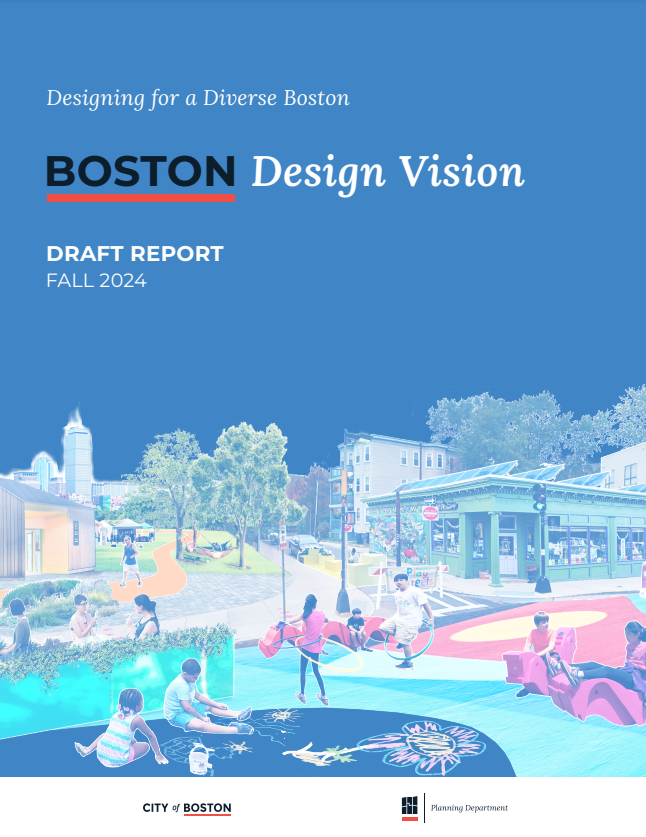 Designing for a Diverse Boston
BOSTON Design Vision
DRAFT REPORT
FALL 2024
CITY of BOSTON
Planning Department